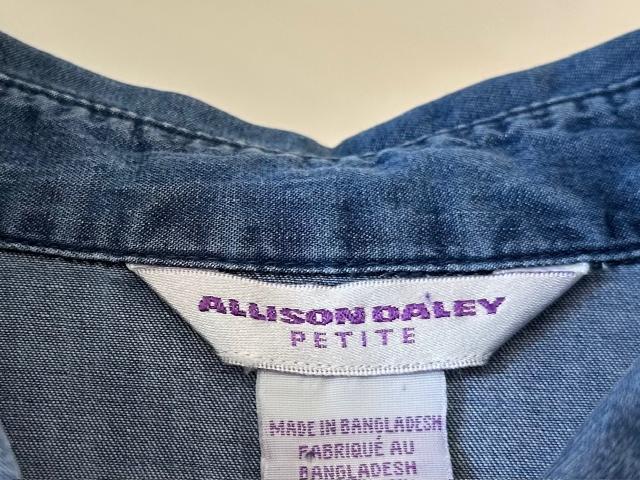 ALLISON DALEY
PETITE
MADE IN BANGLADESH
FABRIQUÉ AU
BANGLADESH